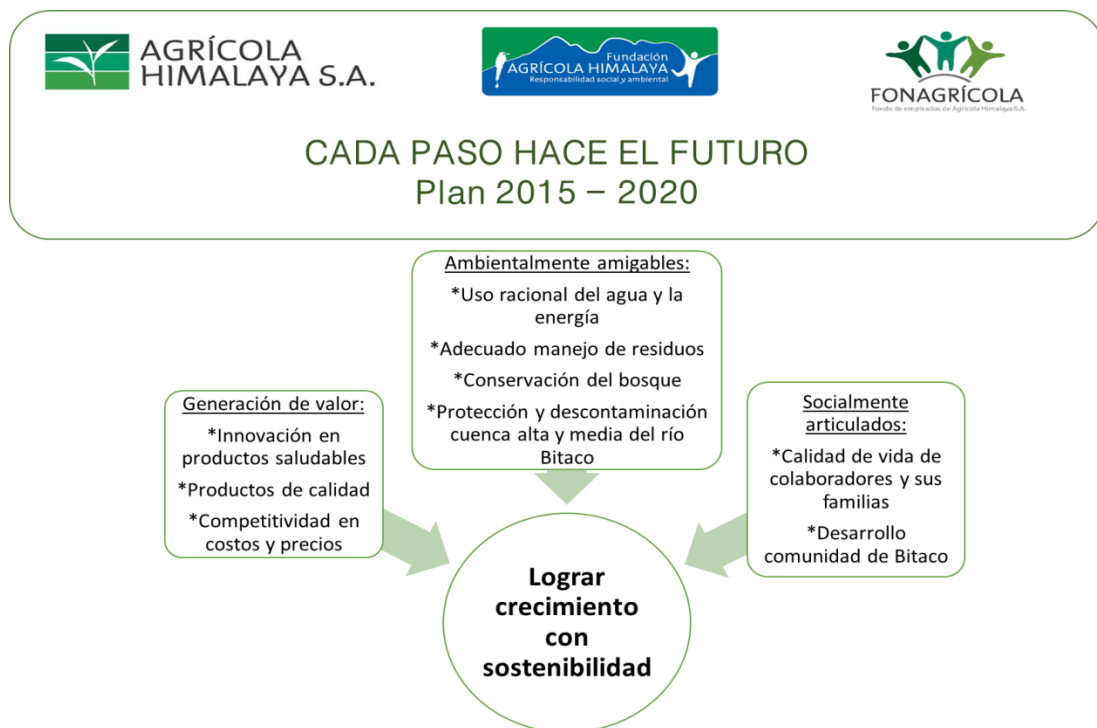 AGRÍCOLA
HIMALAYA S.A.
Fundación
AGRÍCOLA HIMALAYA
Responsabilidad social y ambiental
FONAGRÍCOLA
Fondo de empleados de Agrícola Himalaya S.A.
CADA PASO HACE EL FUTURO
Plan 2015 – 2020
Generación de valor:
*Innovación en
productos saludables
*Productos de calidad
*Competitividad en
costos y precios
Ambientalmente amigables:
*Uso racional del agua y la
energía
*Adecuado manejo de residuos
*Conservación del bosque
*Protección y descontaminación
cuenca alta y media del río
Bitaco
Socialmente
articulados:
*Calidad de vida de
colaboradores y sus
familias
*Desarrollo
comunidad de Bitaco
Lograr
crecimiento
con
sostenibilidad